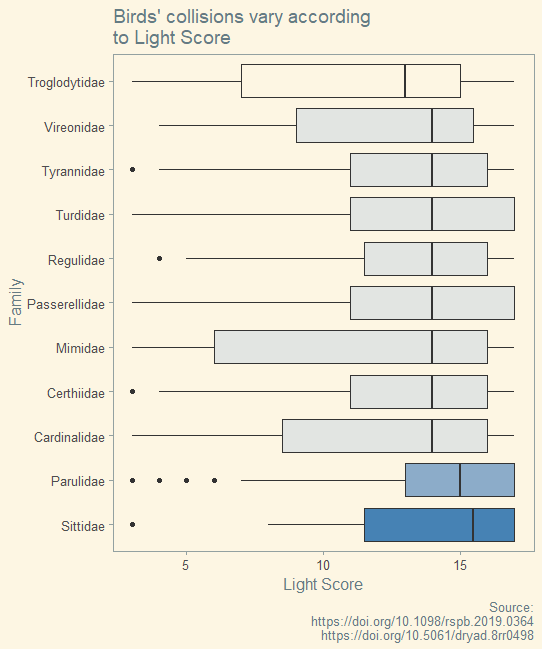 Birds' collisions vary according
to Light Score
Family
Troglodytidae
Vireonidae
Tyrannidae
Turdidae
Regulidae
Passerellidae
Mimidae
Certhiidae
Cardinalidae
Parulidae
Sittidae
5 10 15
Light Score
Source:
https://doi.org/10.1098/rspb.2019.0364
https://doi.org/10.5061/dryad.8rr0498